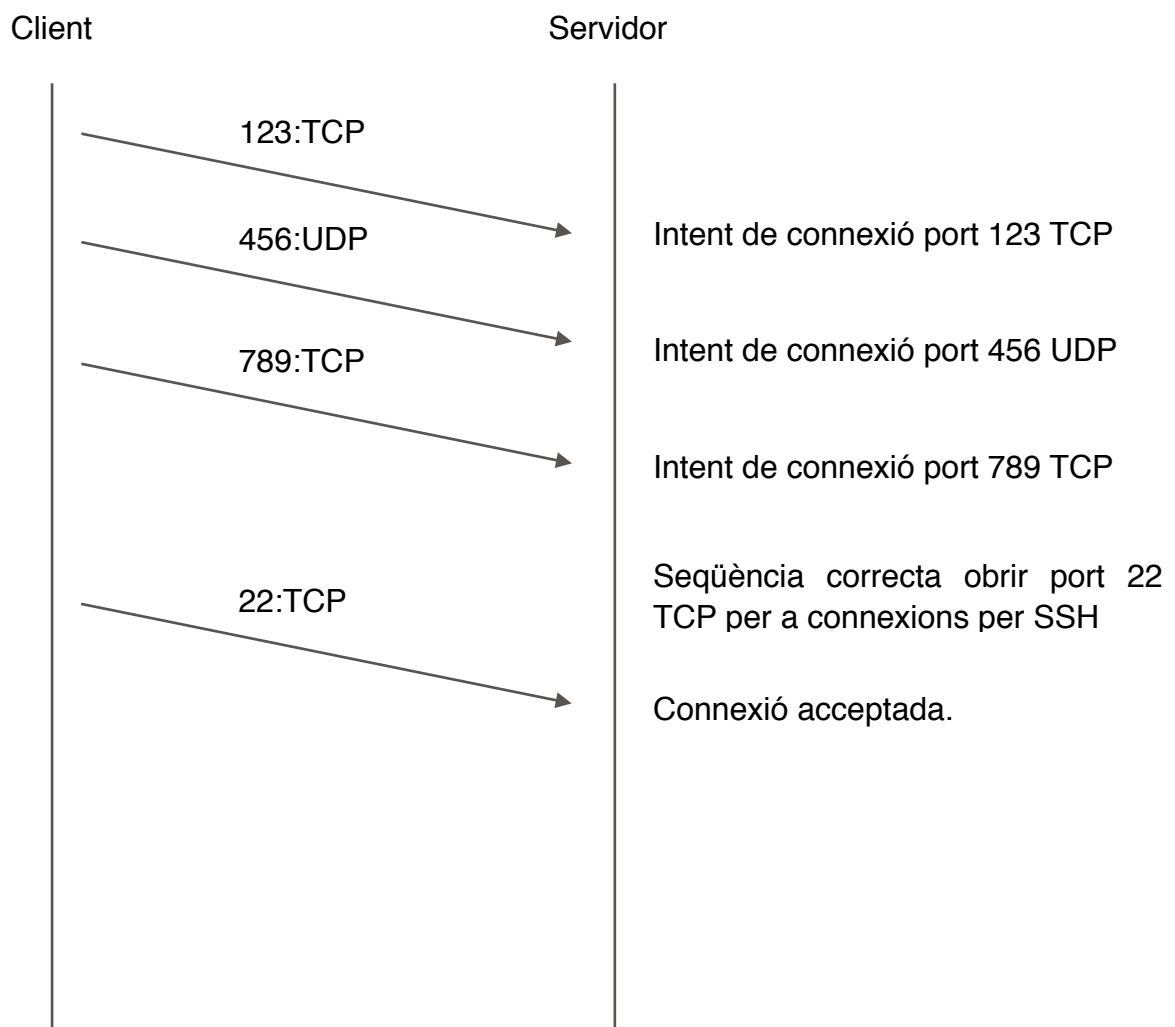 Client
Servidor
123:TCP
Intent de connexió port 123 TCP
456:UDP
Intent de connexió port 456 UDP
789:TCP
Intent de connexió port 789 TCP
22:TCP
Seqüència correcta obrir port 22
TCP per a connexions per SSH
Connexió acceptada.